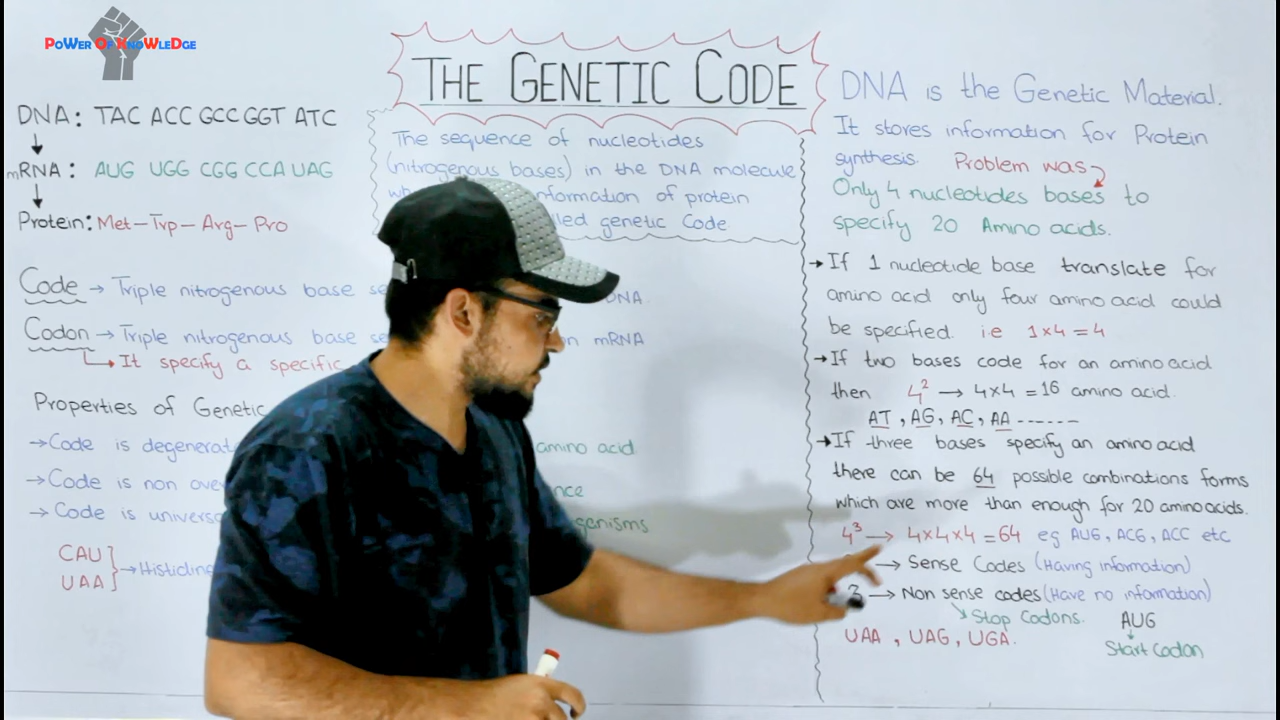 PoWer Of KnoWleDge
THE GENETIC CODE
DNA: TAC ACC GCC GGT ATC
mRNA: AUG UGG CGG CCA UAG
Protein: Met-Trp-Arg-Pro
The sequence of nucleotides
(nitrogenous bases) in the DNA molecule
nformation of protein
led genetic Code
Code → Triple nitrogenous base se DNA.
Codon → Triple nitrogenous base se on mRNA
It specify a specific
Properties of Genetic
→ Code is degenerat amino acid
→ Code is non ove nce
→ Code is univers genisms
CAU
UAA
→ Histiding
DNA is the Genetic Material.
It stores information for Protein
synthesis. Problem was
Only 4 nucleotides bases to
specify 20 Amino acids.
→ If 1 nucleotide base translate for
amino acid only four amino acid could
be specified. i.e 1×4=4
→ If two bases code for an amino acid
then 4² → 4×4=16 amino acid.
AT, AG, AC, AA ------
→ If three bases specify an amino acid
there can be 64 possible combinations forms
which are more than enough for 20 amino acids.
4³ → 4×4×4=64 eg AUG, ACG, ACC etc
→ Sense Codes (Having information)
3 → Non sense codes (Have no information)
Stop Codons. AUG
UAA, UAG, UGA. Start Codon